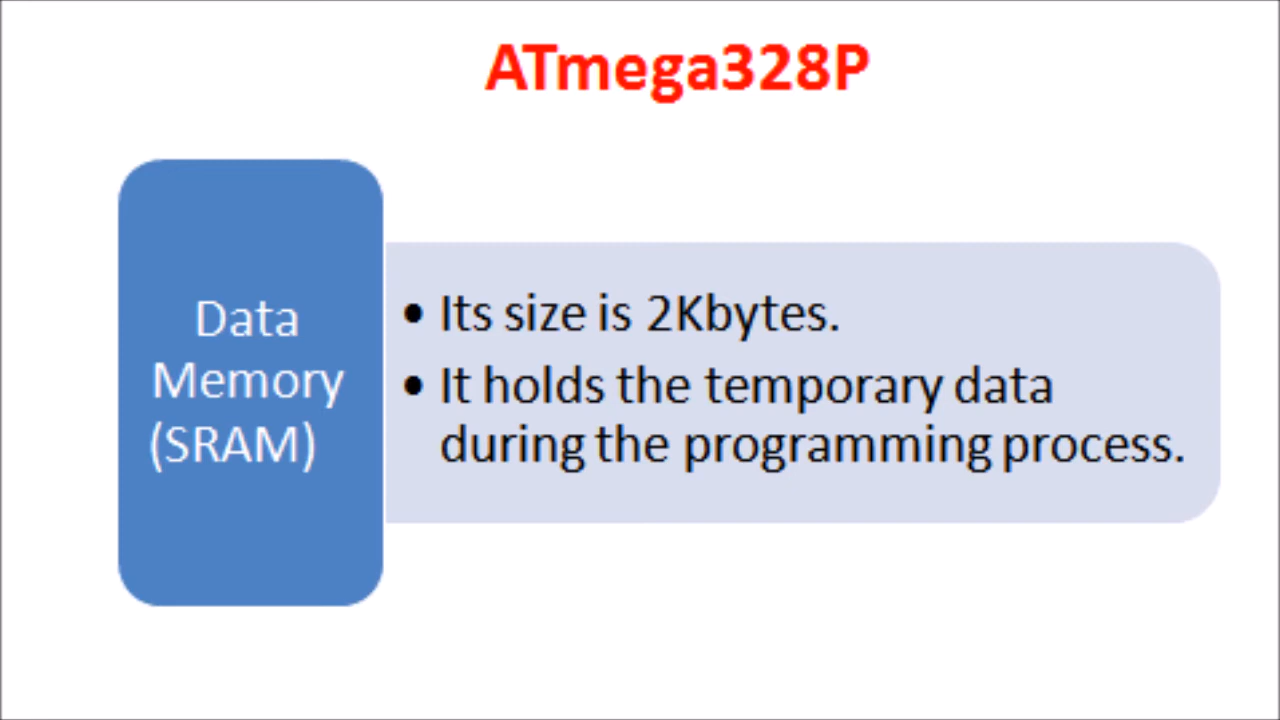 ATmega328P
Data
Memory
(SRAM)
• Its size is 2Kbytes.
• It holds the temporary data
during the programming process.